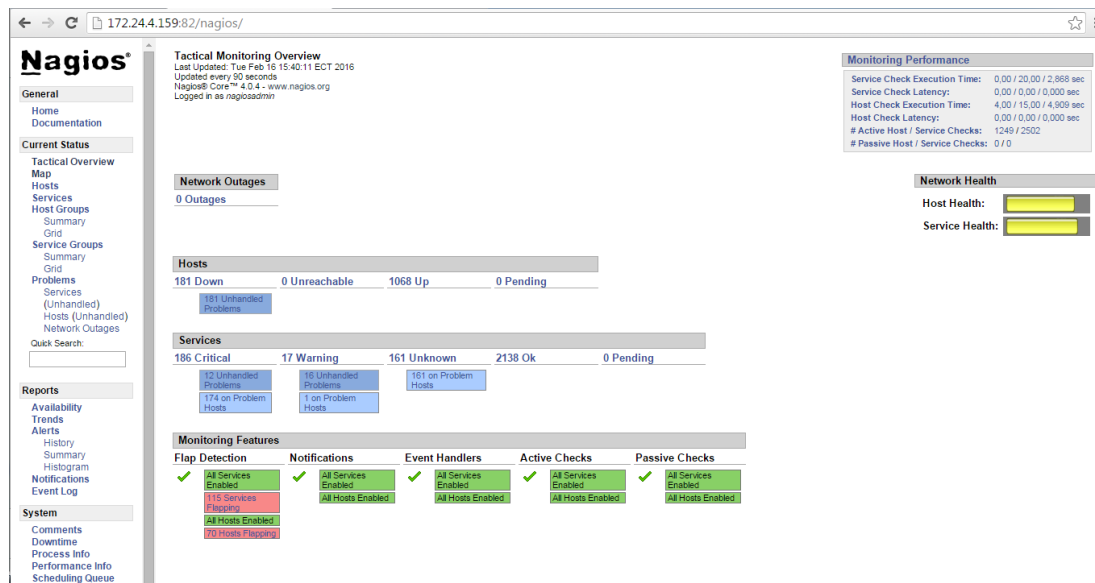 172.24.4.159:82/nagios/
Nagios®
General
Home
Documentation
Current Status
Tactical Overview
Map
Hosts
Services
Host Groups
Summary
Grid
Service Groups
Summary
Grid
Problems
Services
(Unhandled)
Hosts (Unhandled)
Network Outages
Quick Search:
Reports
Availability
Trends
Alerts
History
Summary
Histogram
Notifications
Event Log
System
Comments
Downtime
Process Info
Performance Info
Scheduling Queue
Tactical Monitoring Overview
Last Updated: Tue Feb 16 15:40:11 ECT 2016
Updated every 90 seconds
Nagios® Core™ 4.0.4 - www.nagios.org
Logged in as nagiosadmin
Monitoring Performance
Service Check Execution Time: 0,00 / 20,00 / 2,868 sec
Service Check Latency: 0,00 / 0,00 / 0,000 sec
Host Check Execution Time: 4,00 / 15,00 / 4,909 sec
Host Check Latency: 0,00 / 0,00 / 0,000 sec
# Active Host / Service Checks: 1249 / 2502
# Passive Host / Service Checks: 0 / 0
Network Outages
0 Outages
Network Health
Host Health:
Service Health:
Hosts
181 Down 0 Unreachable 1068 Up 0 Pending
181 Unhandled
Problems
Services
186 Critical 17 Warning 161 Unknown 2138 Ok 0 Pending
12 Unhandled
Problems
174 on Problem
Hosts
16 Unhandled
Problems
1 on Problem
Hosts
161 on Problem
Hosts
Monitoring Features
Flap Detection Notifications Event Handlers Active Checks Passive Checks
All Services
Enabled
115 Services
Flapping
All Hosts Enabled
70 Hosts Flapping
All Services
Enabled
All Hosts Enabled
All Services
Enabled
All Hosts Enabled
All Services
Enabled
All Hosts Enabled
All Services
Enabled
All Hosts Enabled